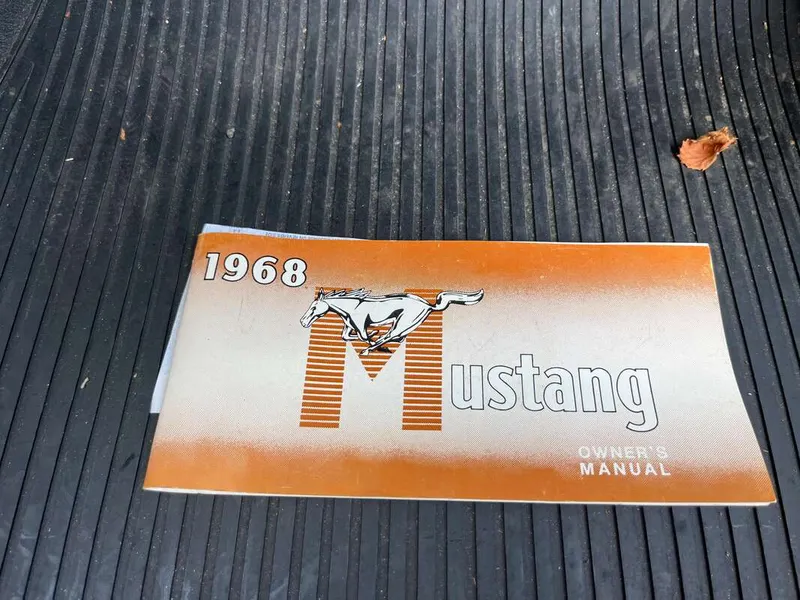 1968
Mustang
OWNER'S
MANUAL